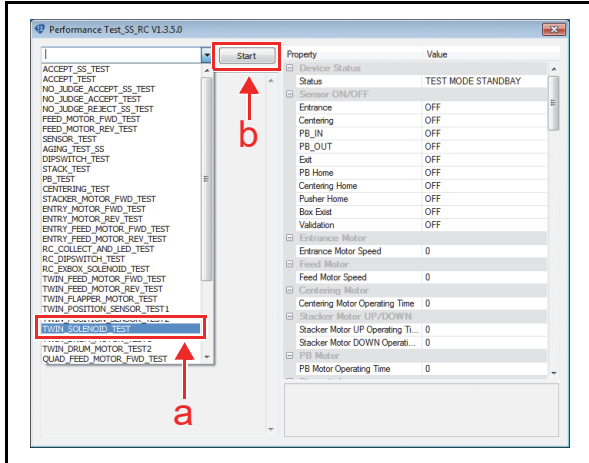 Performance Test_SS_RC V1.3.5.0
Start
b
ACCEPT_SS_TEST
ACCEPT_TEST
NO_JUDGE_ACCEPT_SS_TEST
NO_JUDGE_ACCEPT_TEST
NO_JUDGE_REJECT_SS_TEST
FEED_MOTOR_FWD_TEST
FEED_MOTOR_REV_TEST
SENSOR_TEST
AGING_TEST_SS
DIPSWITCH_TEST
STACK_TEST
PB_TEST
CENTERING_TEST
STACKER_MOTOR_FWD_TEST
ENTRY_MOTOR_FWD_TEST
ENTRY_MOTOR_REV_TEST
ENTRY_FEED_MOTOR_FWD_TEST
ENTRY_FEED_MOTOR_REV_TEST
RC_COLLECT_AND_LED_TEST
RC_DIPSWITCH_TEST
RC_EXBOX_SOLENOID_TEST
TWIN_FEED_MOTOR_FWD_TEST
TWIN_FEED_MOTOR_REV_TEST
TWIN_FLAPPER_MOTOR_TEST
TWIN_POSITION_SENSOR_TEST1
TWIN_POSITION_SENSOR_TEST2
TWIN_SOLENOID_TEST
TWIN_DRUM_MOTOR_TEST2
QUAD_FEED_MOTOR_FWD_TEST
a
Property Value
Device Status
Status TEST MODE STANDBAY
Sensor ON/OFF
Entrance OFF
Centering OFF
PB_IN OFF
PB_OUT OFF
Exit OFF
PB Home OFF
Centering Home OFF
Pusher Home OFF
Box Exist OFF
Validation OFF
Entrance Motor
Entrance Motor Speed 0
Feed Motor
Feed Motor Speed 0
Centering Motor
Centering Motor Operating Time 0
Stacker Motor UP/DOWN
Stacker Motor UP Operating Ti... 0
Stacker Motor DOWN Operati... 0
PB Motor
PB Motor Operating Time 0